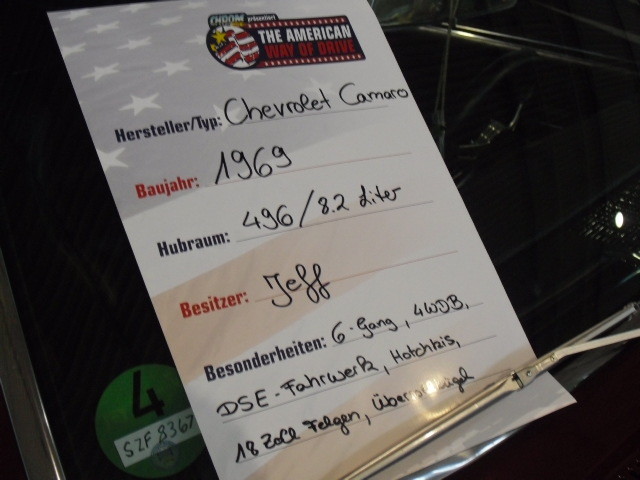 CHROME präsentiert
THE AMERICAN
WAY OF DRIVE
Hersteller/Typ: Chevrolet Camaro
Baujahr: 1969
Hubraum: 496/8.2 Liter
Besitzer: Jeff
Besonderheiten: 6-Gang, 4WDB,
DSE-Fahrwerk, Hotchkis,
18 Zoll Felgen,
4
SZF 8367